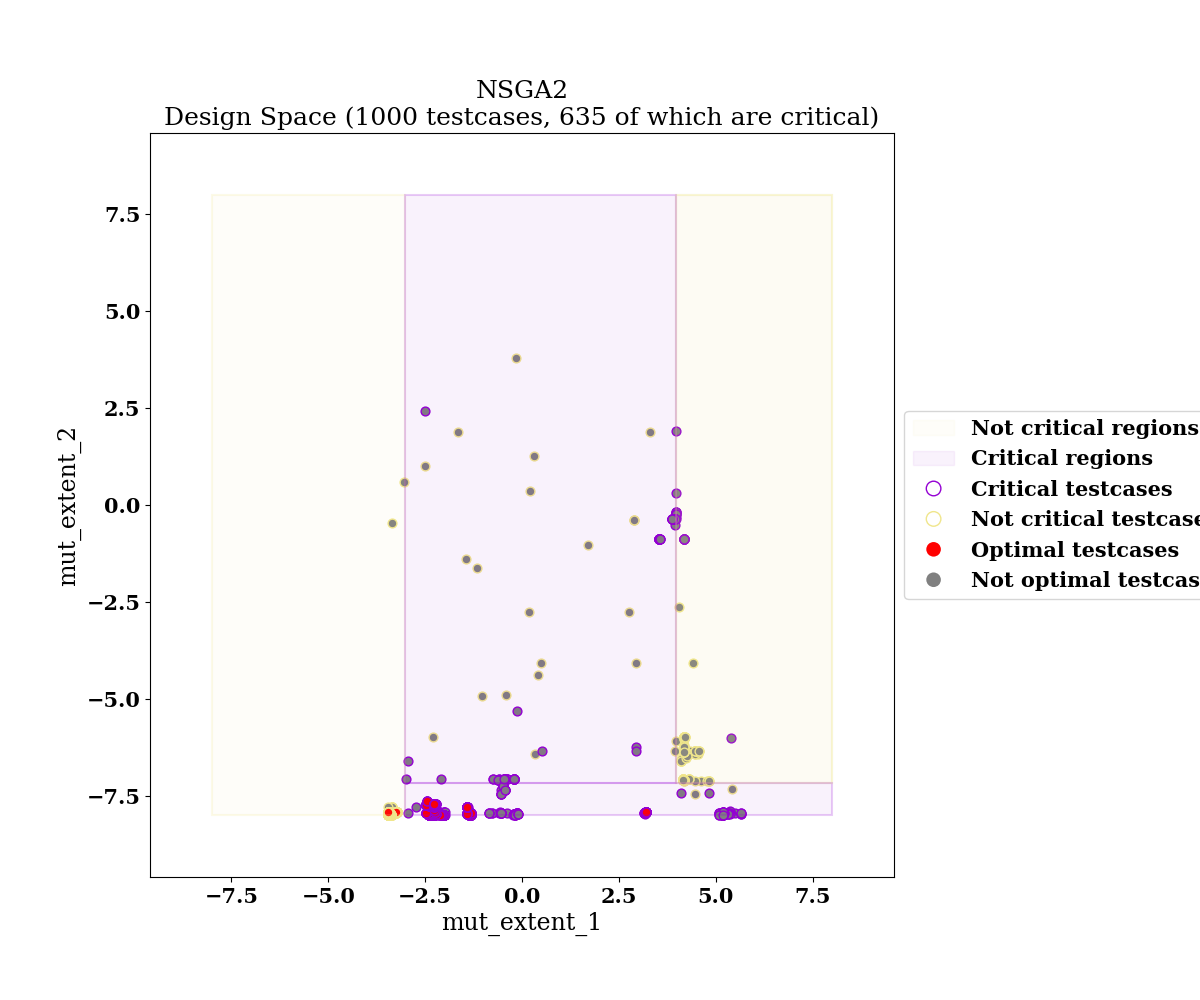 NSGA2
Design Space (1000 testcases, 635 of which are critical)
7.5
5.0
2.5
0.0
−2.5
−5.0
−7.5
mut_extent_2
−7.5 −5.0 −2.5 0.0 2.5 5.0 7.5
mut_extent_1
Not critical regions
Critical regions
Critical testcases
Not critical testcase
Optimal testcases
Not optimal testcas